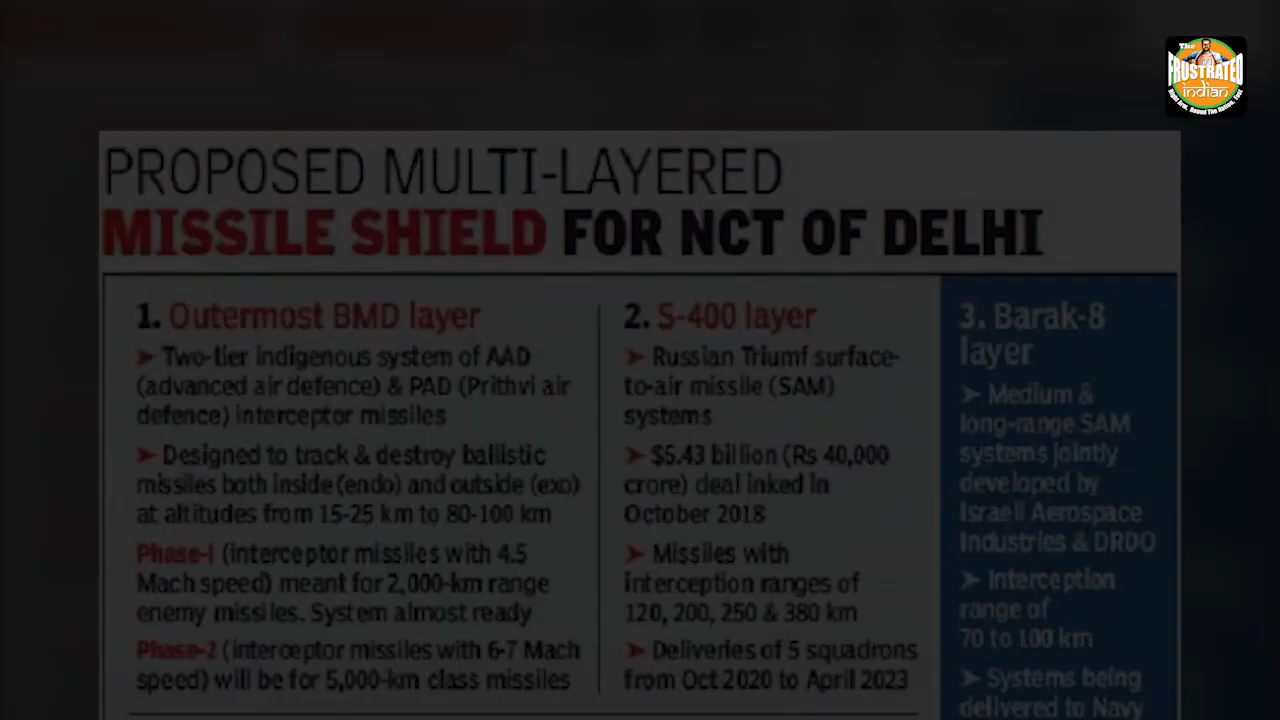 The
FRUSTRATED
indian
PROPOSED MULTI-LAYERED
MISSILE SHIELD FOR NCT OF DELHI
1. Outermost BMD layer
➤ Two-tier indigenous system of AAD
(advanced air defence) & PAD (Prithvi air
defence) interceptor missiles
➤ Designed to track & destroy ballistic
missiles both inside (endo) and outside (exo)
at altitudes from 15-25 km to 80-100 km
Phase-I (interceptor missiles with 4.5
Mach speed) meant for 2,000-km range
enemy missiles. System almost ready
Phase-2 (interceptor missiles with 6-7 Mach
speed) will be for 5,000-km class missiles
2. S-400 layer
➤ Russian Triumf surface-
to-air missile (SAM)
systems
➤ $5.43 billion (Rs 40,000
crore) deal inked in
October 2018
➤ Missiles with
interception ranges of
120, 200, 250 & 380 km
➤ Deliveries of 5 squadrons
from Oct 2020 to April 2023
3. Barak-8
layer
➤ Medium &
long-range SAM
systems jointly
developed by
Israeli Aerospace
Industries & DRDO
➤ Interception
range of
70 to 100 km
➤ Systems being
delivered to Navy